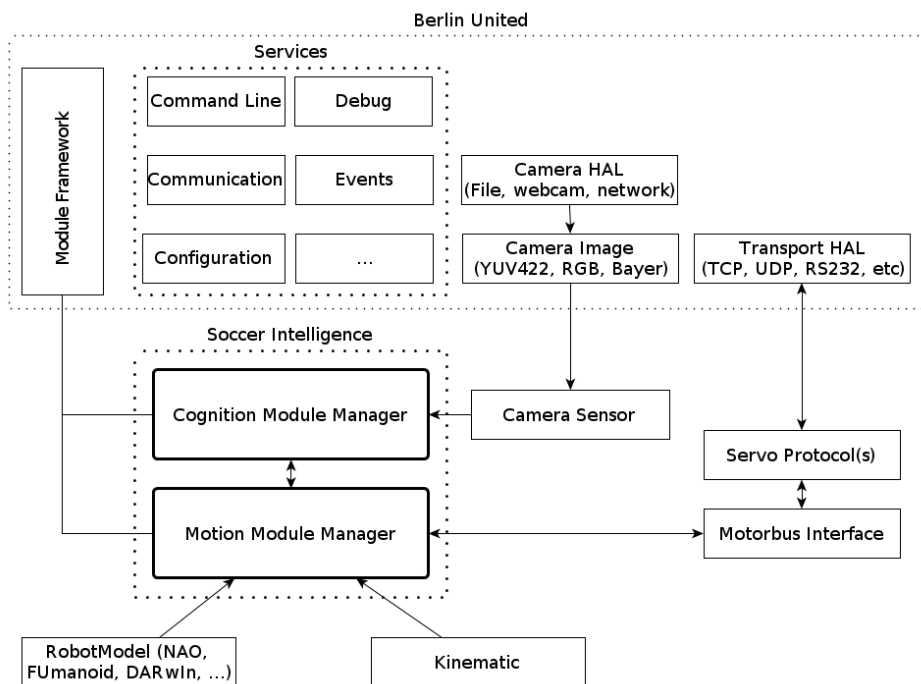 Berlin United
Services
Module Framework
Command Line
Debug
Communication
Events
Configuration
...
Camera HAL
(File, webcam, network)
Camera Image
(YUV422, RGB, Bayer)
Transport HAL
(TCP, UDP, RS232, etc)
Soccer Intelligence
Cognition Module Manager
Camera Sensor
Servo Protocol(s)
Motion Module Manager
Motorbus Interface
RobotModel (NAO,
FUmanoid, DARwIn, ...)
Kinematic